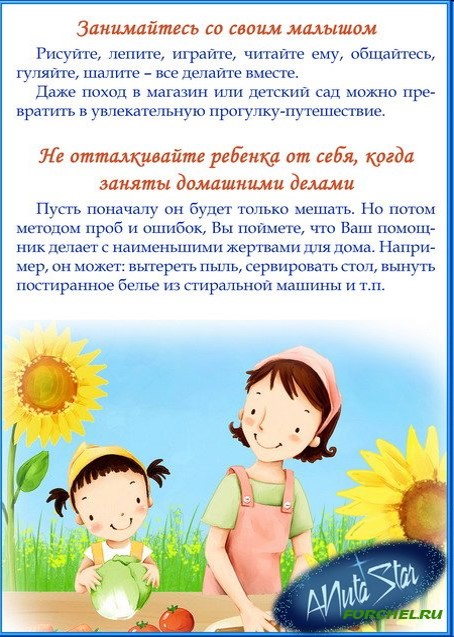 Занимайтесь со своим малышом
Рисуйте, лепите, играйте, читайте ему, общайтесь,
гуляйте, шалите – все делайте вместе.
Даже поход в магазин или детский сад можно пре-
вратить в увлекательную прогулку-путешествие.
Не отталкивайте ребенка от себя, когда
заняты домашними делами
Пусть поначалу он будет только мешать. Но потом
методом проб и ошибок, Вы поймете, что Ваш помощ-
ник делает с наименьшими жертвами для дома. Напри-
мер, он может: вытереть пыль, сервировать стол, вынуть
постиранное белье из стиральной машины и т.п.
ANuta Star
FORCHEL.RU